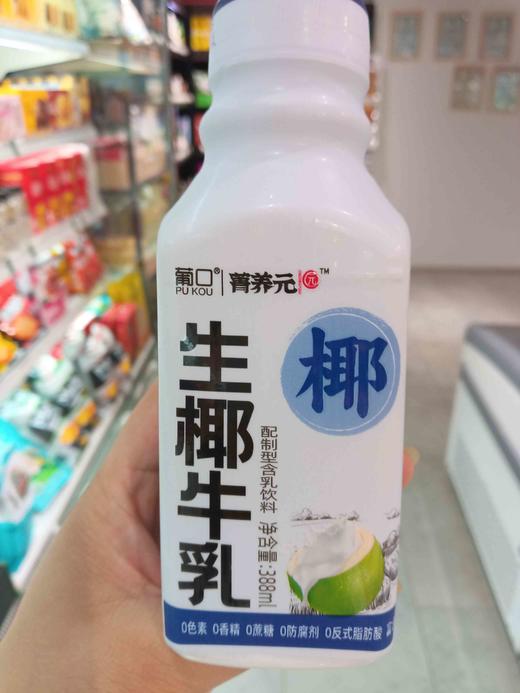 葡口® 菁养元 元 ™
PU KOU
椰
生椰牛乳
配制型含乳饮料 净含量:388ml
0色素 0香精 0蔗糖 0防腐剂 0反式脂肪酸